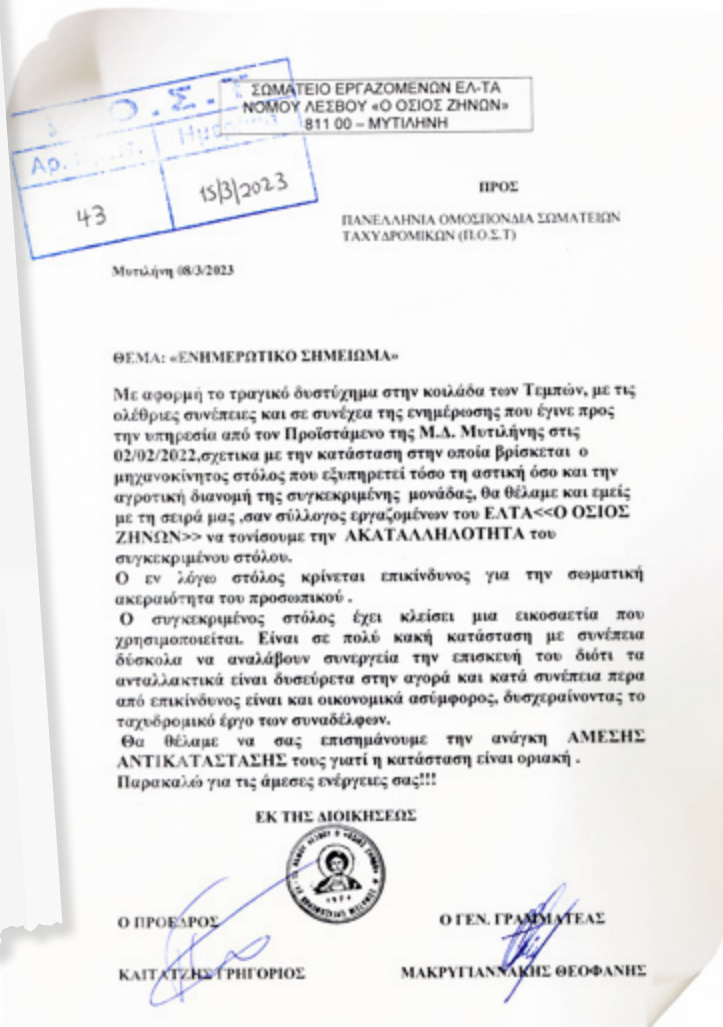 Π.Ο.Σ.Τ
Αρ. Πρωτ. Ημερ/νία
43 15/3/2023
ΣΩΜΑΤΕΙΟ ΕΡΓΑΖΟΜΕΝΩΝ ΕΛ-ΤΑ
ΝΟΜΟΥ ΛΕΣΒΟΥ «Ο ΟΣΙΟΣ ΖΗΝΩΝ»
811 00 – ΜΥΤΙΛΗΝΗ
ΠΡΟΣ
ΠΑΝΕΛΛΗΝΙΑ ΟΜΟΣΠΟΝΔΙΑ ΣΩΜΑΤΕΙΩΝ
ΤΑΧΥΔΡΟΜΙΚΩΝ (Π.Ο.Σ.Τ)
Μυτιλήνη 08/3/2023
ΘΕΜΑ: «ΕΝΗΜΕΡΩΤΙΚΟ ΣΗΜΕΙΩΜΑ»
Με αφορμή το τραγικό δυστύχημα στην κοιλάδα των Τεμπών, με τις
ολέθριες συνέπειες και σε συνέχεα της ενημέρωσης που έγινε προς
την υπηρεσία από τον Προϊστάμενο της Μ.Δ. Μυτιλήνης στις
02/02/2022,σχετικα με την κατάσταση στην οποία βρίσκεται ο
μηχανοκίνητος στόλος που εξυπηρετεί τόσο τη αστική όσο και την
αγροτική διανομή της συγκεκριμένης μονάδας, θα θέλαμε και εμείς
με τη σειρά μας ,σαν σύλλογος εργαζομένων του ΕΛΤΑ<<Ο ΟΣΙΟΣ
ΖΗΝΩΝ>> να τονίσουμε την ΑΚΑΤΑΛΛΗΛΟΤΗΤΑ του
συγκεκριμένου στόλου.
Ο εν λόγω στόλος κρίνεται επικίνδυνος για την σωματική
ακεραιότητα του προσωπικού .
Ο συγκεκριμένος στόλος έχει κλείσει μια εικοσαετία που
χρησιμοποιείται. Είναι σε πολύ κακή κατάσταση με συνέπεια
δύσκολα να αναλάβουν συνεργεία την επισκευή του διότι τα
ανταλλακτικά είναι δυσεύρετα στην αγορά και κατά συνέπεια περα
από επικίνδυνος είναι και οικονομικά ασύμφορος, δυσχεραίνοντας το
ταχυδρομικό έργο των συναδέλφων.
Θα θέλαμε να σας επισημάνουμε την ανάγκη ΑΜΕΣΗΣ
ΑΝΤΙΚΑΤΑΣΤΑΣΗΣ τους γιατί η κατάσταση είναι οριακή .
Παρακαλώ για τις άμεσες ενέργειες σας!!!
ΕΚ ΤΗΣ ΔΙΟΙΚΗΣΕΩΣ
Ο ΠΡΟΕΔΡΟΣ Ο ΓΕΝ. ΓΡΑΜΜΑΤΕΑΣ
ΚΑΙΤΑΤΖΗΣ ΓΡΗΓΟΡΙΟΣ ΜΑΚΡΥΓΙΑΝΝΑΚΗΣ ΘΕΟΦΑΝΗΣ